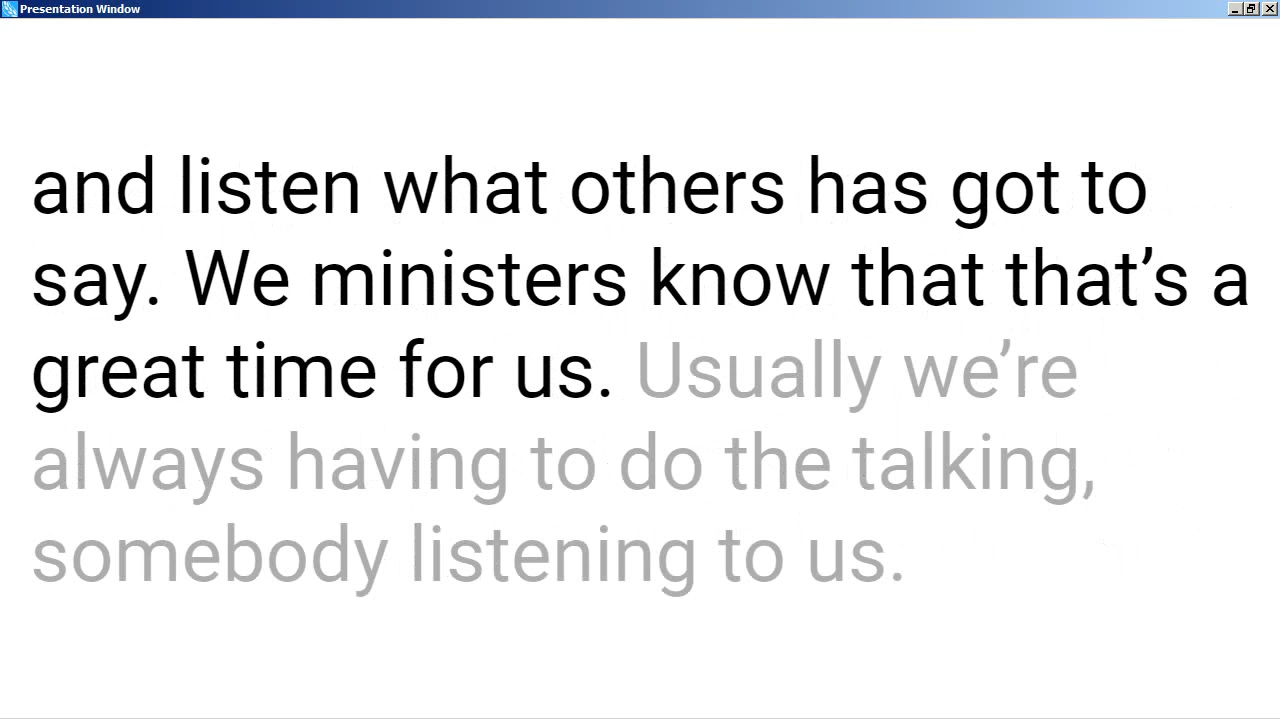 Presentation Window
and listen what others has got to
say. We ministers know that that’s a
great time for us. Usually we’re
always having to do the talking,
somebody listening to us.